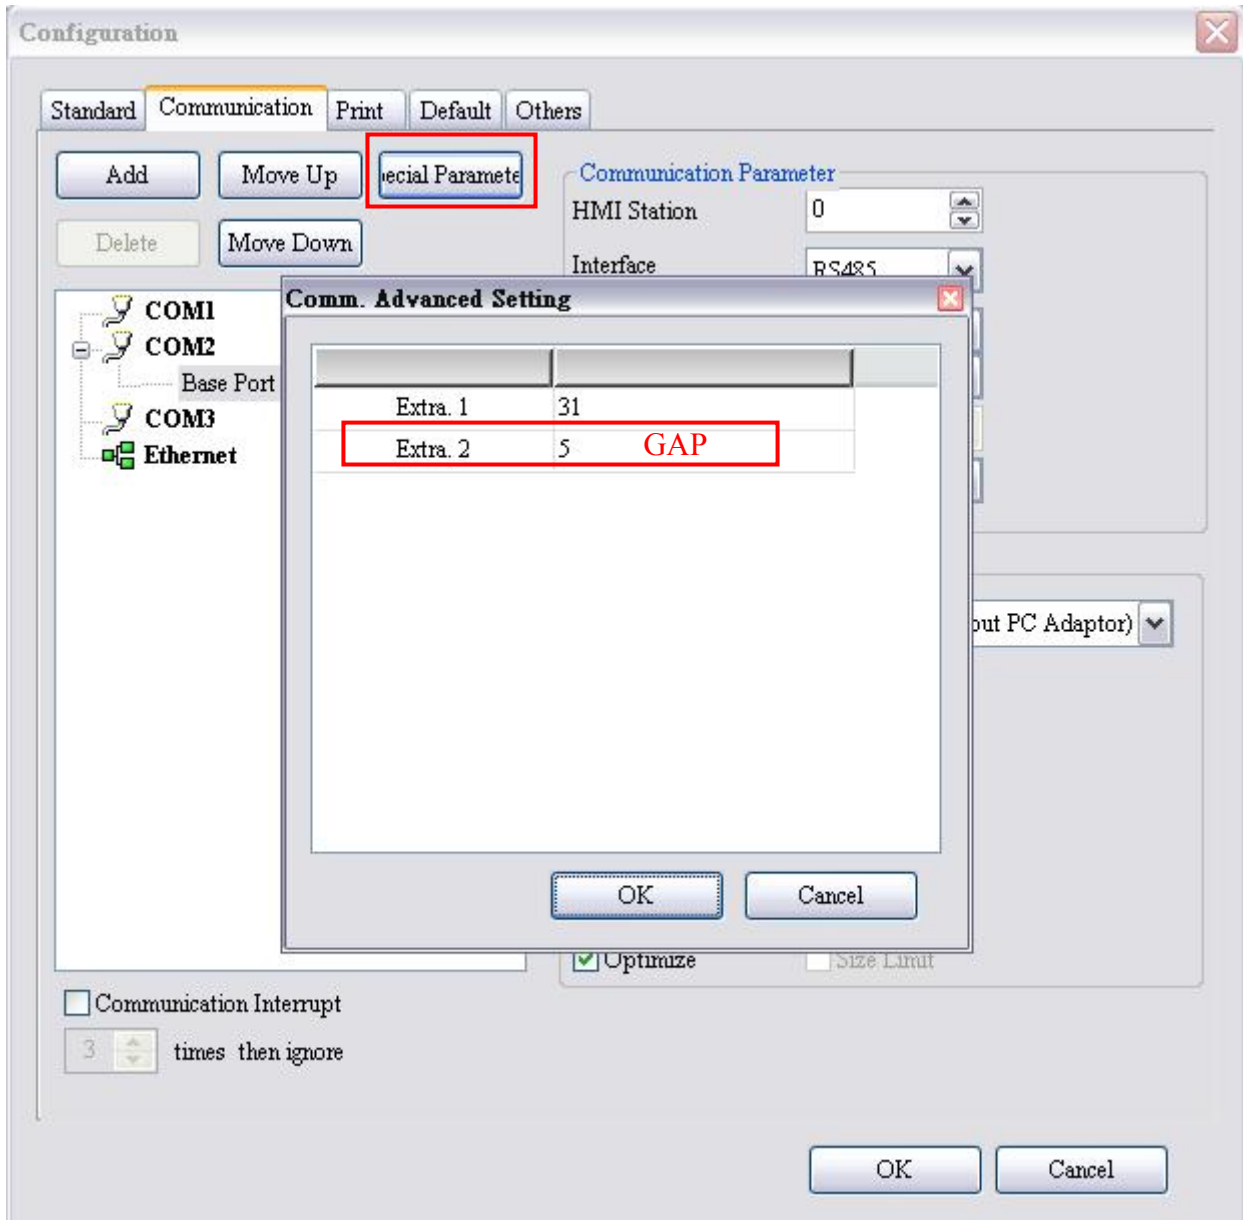 Configuration
Standard Communication Print Default Others
Add Move Up ecial Paramete
Delete Move Down
Communication Parameter
HMI Station 0
Interface RS485
COM1
COM2
Base Port
COM3
Ethernet
Comm. Advanced Setting
Extra. 1 31
Extra. 2 5 GAP
OK Cancel
PC Adaptor)
Optimize Size Limit
Communication Interrupt
3 times then ignore
OK Cancel